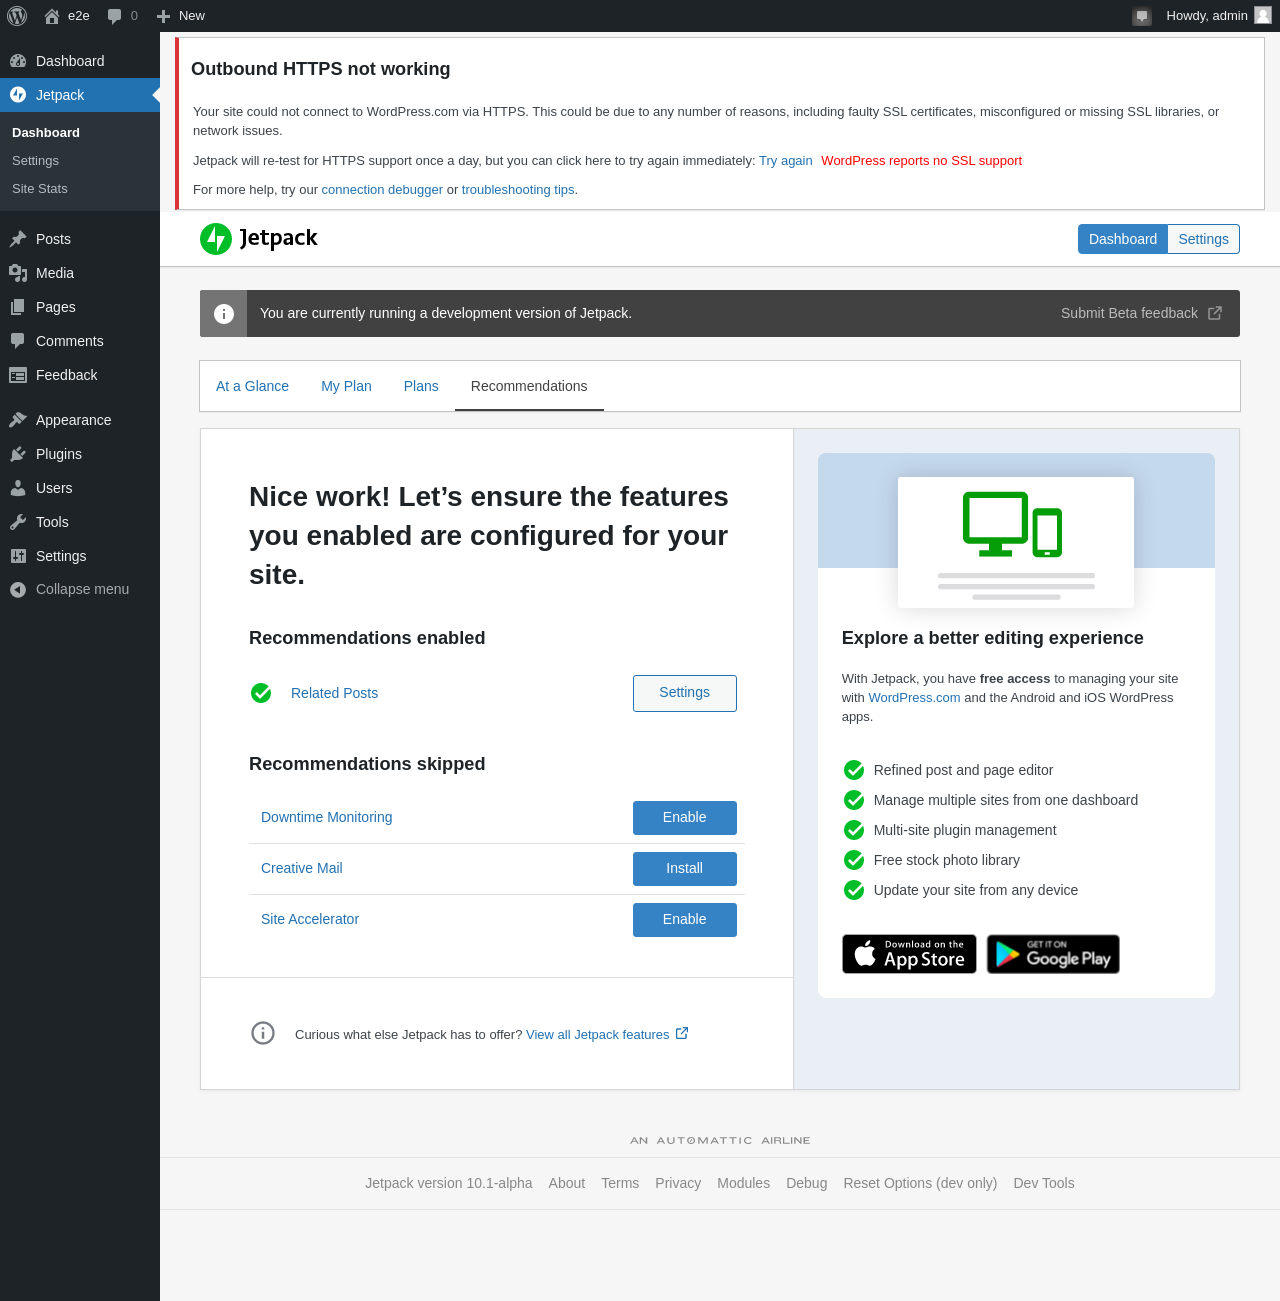 e2e
0
New
Howdy, admin
Dashboard
Jetpack
Dashboard
Settings
Site Stats
Posts
Media
Pages
Comments
Feedback
Appearance
Plugins
Users
Tools
Settings
Collapse menu
Outbound HTTPS not working
Your site could not connect to WordPress.com via HTTPS. This could be due to any number of reasons, including faulty SSL certificates, misconfigured or missing SSL libraries, or
network issues.
Jetpack will re-test for HTTPS support once a day, but you can click here to try again immediately: Try again WordPress reports no SSL support
For more help, try our connection debugger or troubleshooting tips.
Jetpack
Dashboard
Settings
You are currently running a development version of Jetpack.
Submit Beta feedback
At a Glance
My Plan
Plans
Recommendations
Nice work! Let’s ensure the features
you enabled are configured for your
site.
Recommendations enabled
Related Posts
Settings
Recommendations skipped
Downtime Monitoring
Enable
Creative Mail
Install
Site Accelerator
Enable
Curious what else Jetpack has to offer? View all Jetpack features
Explore a better editing experience
With Jetpack, you have free access to managing your site
with WordPress.com and the Android and iOS WordPress
apps.
Refined post and page editor
Manage multiple sites from one dashboard
Multi-site plugin management
Free stock photo library
Update your site from any device
Download on the
App Store
GET IT ON
Google Play
AN AUTOMATTIC AIRLINE
Jetpack version 10.1-alpha
About
Terms
Privacy
Modules
Debug
Reset Options (dev only)
Dev Tools